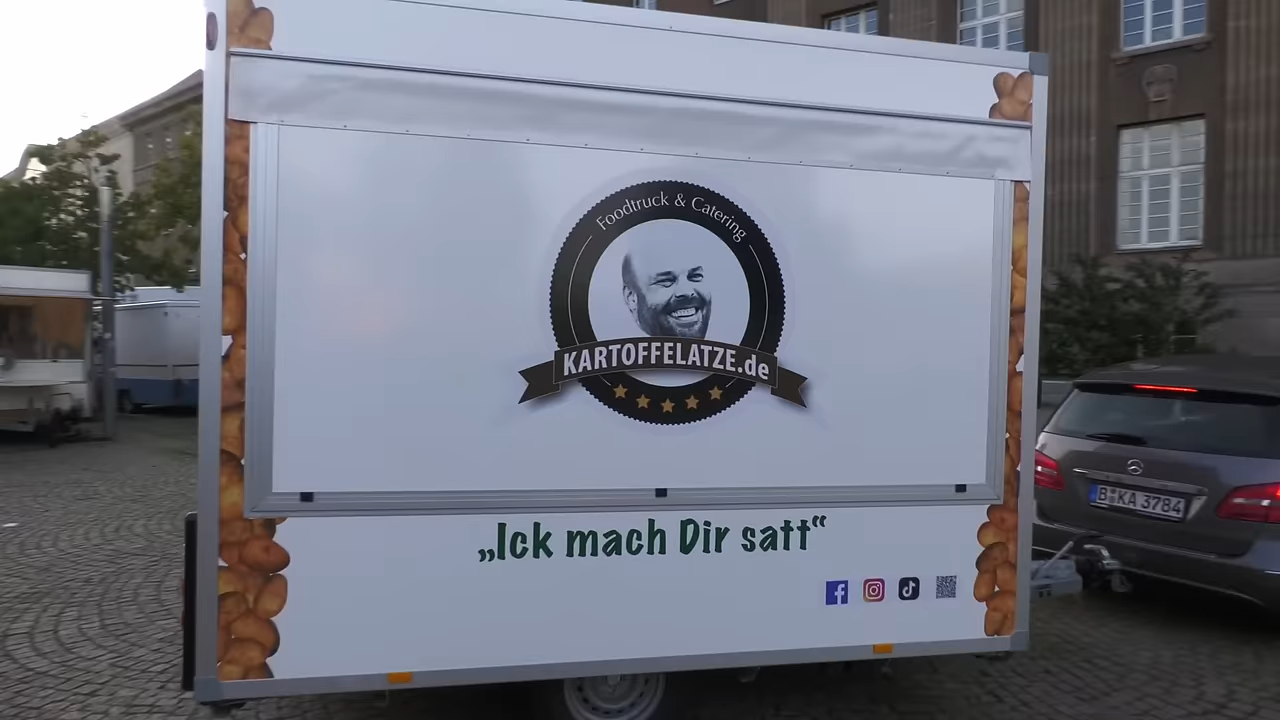 Foodtruck & Catering
KARTOFFELATZE.de
„Ick mach Dir satt“
B KA 3784